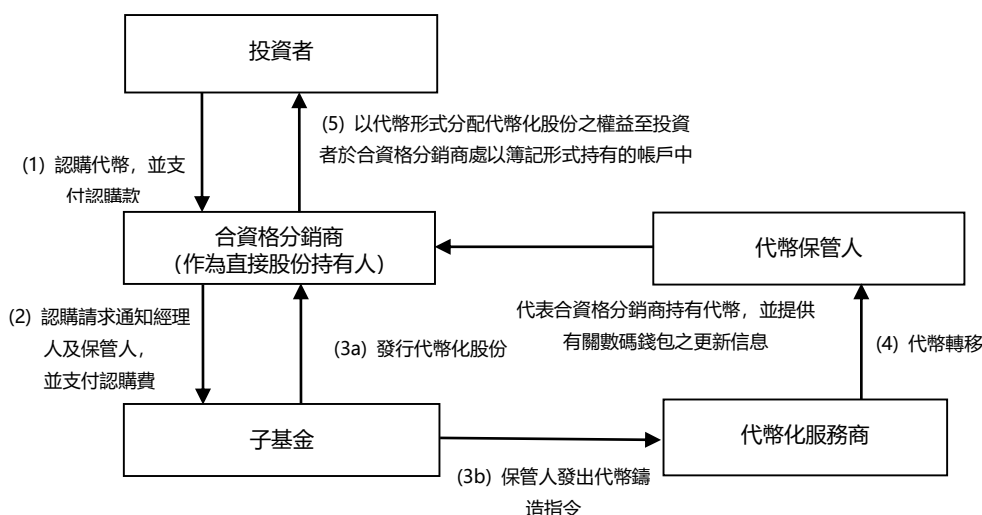 投資者
(5) 以代幣形式分配代幣化股份之權益至投資
者於合資格分銷商處以簿記形式持有的帳戶中
(1) 認購代幣，並支
付認購款
合資格分銷商
（作為直接股份持有人）
代幣保管人
(2) 認購請求通知經理
人及保管人，
並支付認購費
(3a) 發行代幣化股份
代表合資格分銷商持有代幣，並提供
有關數碼錢包之更新信息
(4) 代幣轉移
子基金
代幣化服務商
(3b) 保管人發出代幣鑄
造指令